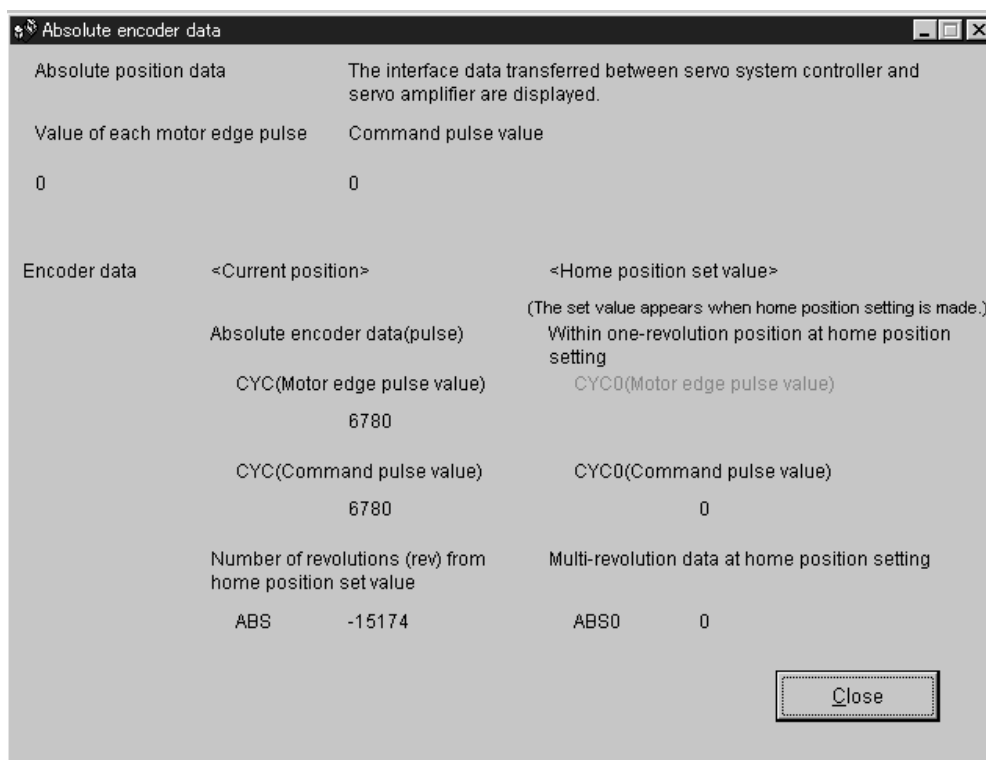 Absolute encoder data
Absolute position data
The interface data transferred between servo system controller and
servo amplifier are displayed.
Value of each motor edge pulse
Command pulse value
0
0
Encoder data
<Current position>
<Home position set value>
(The set value appears when home position setting is made.)
Absolute encoder data(pulse)
Within one-revolution position at home position
setting
CYC(Motor edge pulse value)
CYC0(Motor edge pulse value)
6780
CYC(Command pulse value)
CYC0(Command pulse value)
6780
0
Number of revolutions (rev) from
home position set value
Multi-revolution data at home position setting
ABS
-15174
ABS0
0
Close